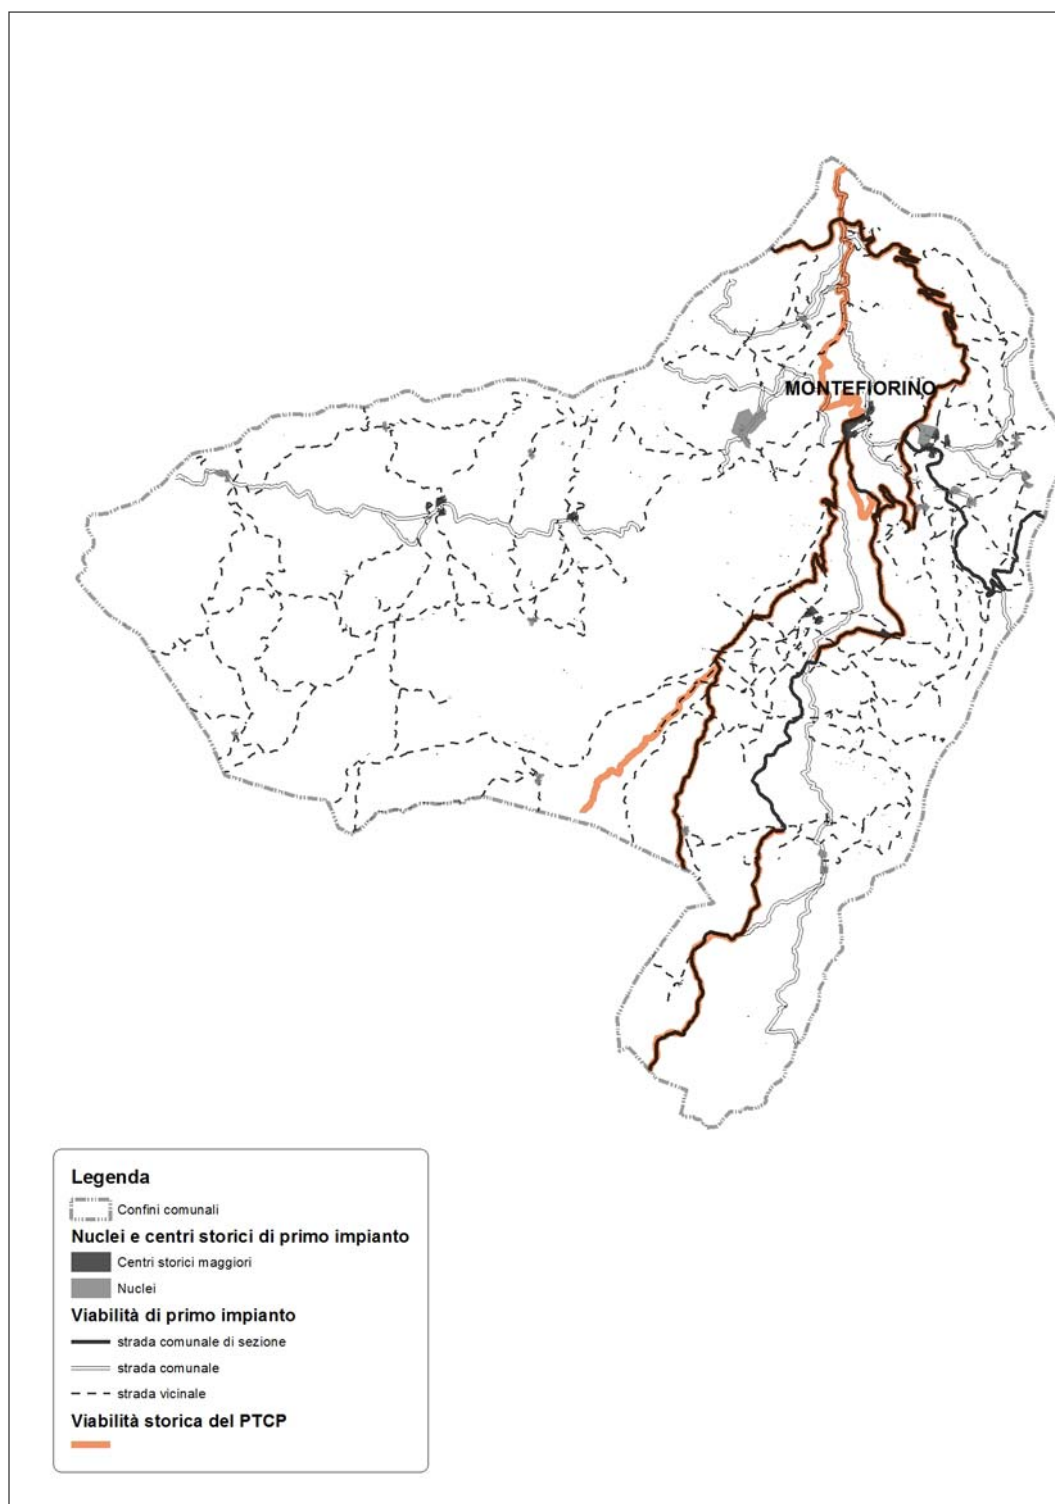 MONTEFIORINO
Legenda
Confini comunali
Nuclei e centri storici di primo impianto
Centri storici maggiori
Nuclei
Viabilità di primo impianto
strada comunale di sezione
strada comunale
strada vicinale
Viabilità storica del PTCP